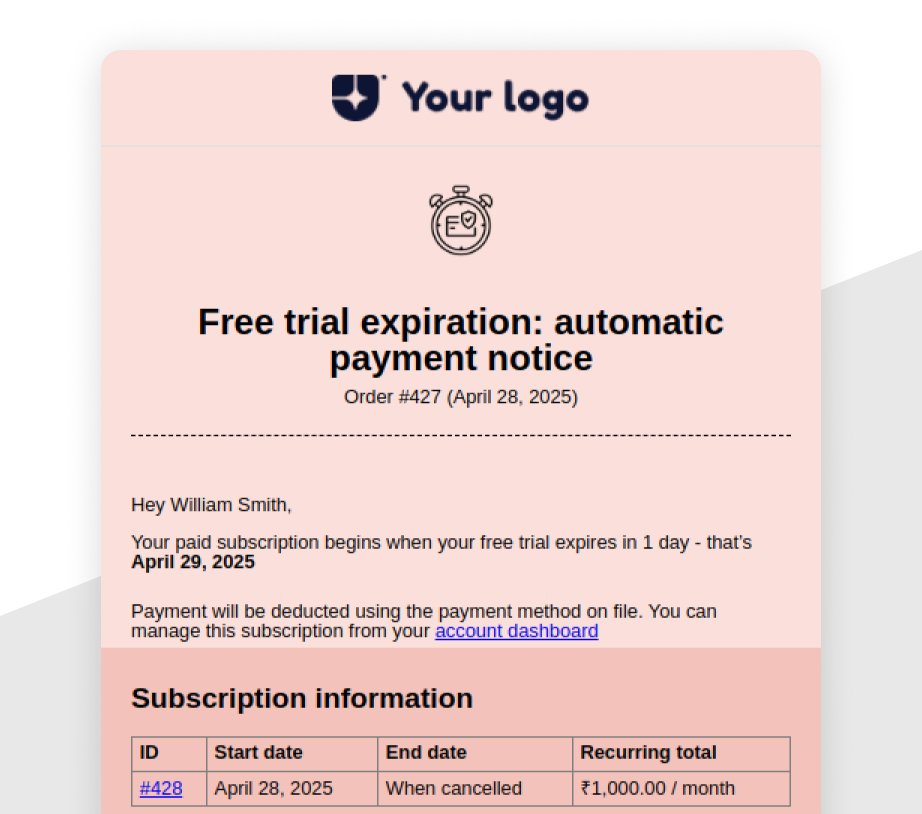 Your logo
Free trial expiration: automatic
payment notice
Order #427 (April 28, 2025)
Hey William Smith,
Your paid subscription begins when your free trial expires in 1 day - that's
April 29, 2025
Payment will be deducted using the payment method on file. You can
manage this subscription from your account dashboard
Subscription information
ID Start date End date Recurring total
#428 April 28, 2025 When cancelled ₹1,000.00 / month